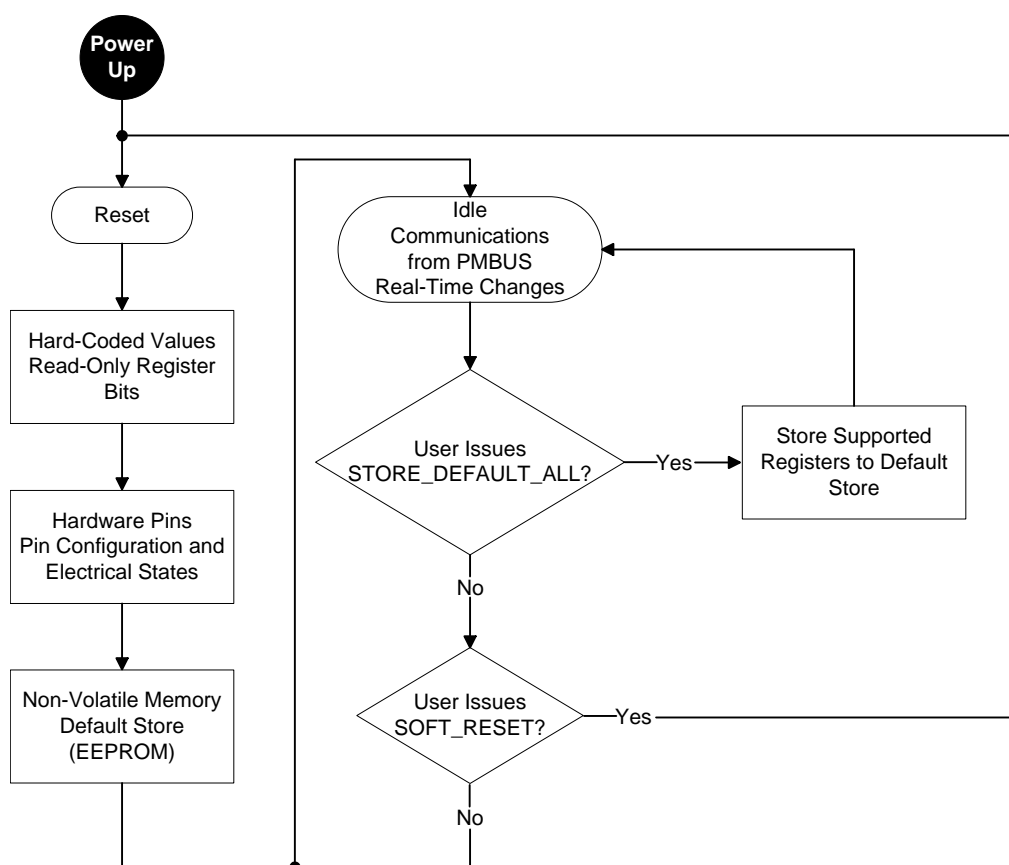 Power
Up
Reset
Hard-Coded Values
Read-Only Register
Bits
Hardware Pins
Pin Configuration and
Electrical States
Non-Volatile Memory
Default Store
(EEPROM)
Idle
Communications
from PMBUS
Real-Time Changes
User Issues
STORE_DEFAULT_ALL?
Yes
Store Supported
Registers to Default
Store
No
User Issues
SOFT_RESET?
Yes
No